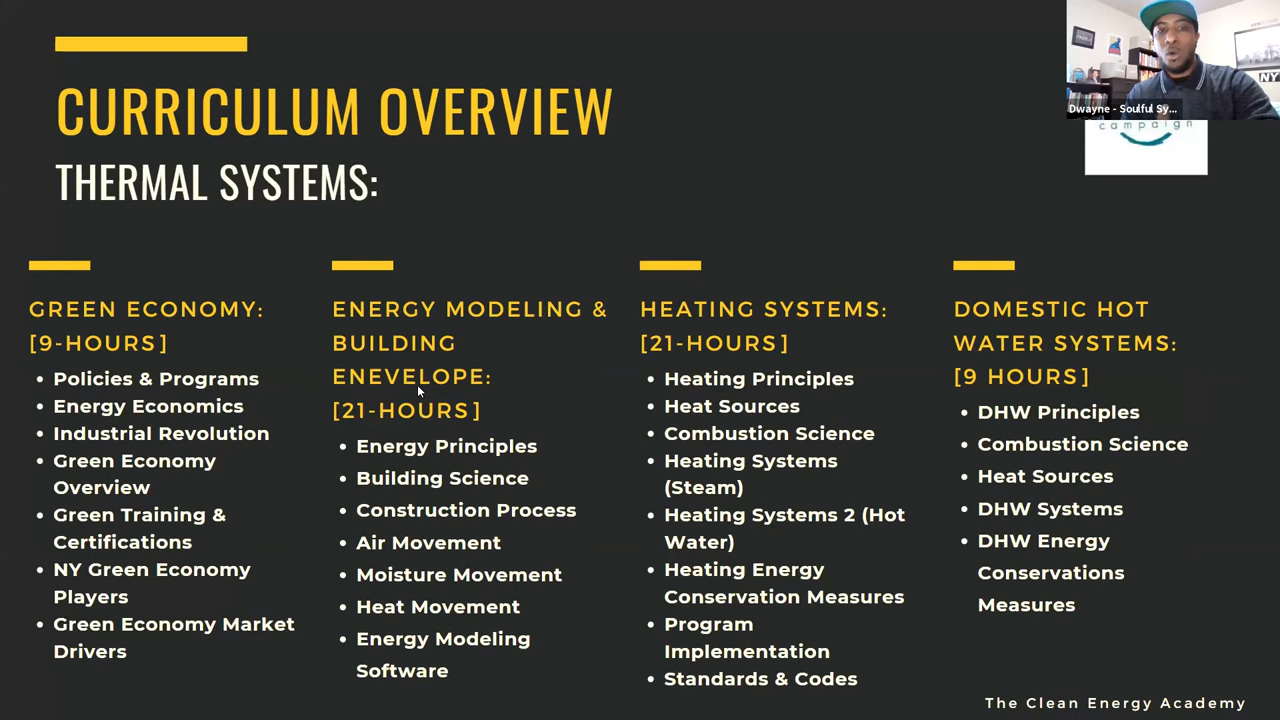 CURRICULUM OVERVIEW
THERMAL SYSTEMS:
Dwayne - Soulful Sy...
NY
campaign
GREEN ECONOMY:
[9-HOURS]
• Policies & Programs
• Energy Economics
• Industrial Revolution
• Green Economy
Overview
• Green Training &
Certifications
• NY Green Economy
Players
• Green Economy Market
Drivers
ENERGY MODELING &
BUILDING
ENEVELOPE:
[21-HOURS]
• Energy Principles
• Building Science
• Construction Process
• Air Movement
• Moisture Movement
• Heat Movement
• Energy Modeling
Software
HEATING SYSTEMS:
[21-HOURS]
• Heating Principles
• Heat Sources
• Combustion Science
• Heating Systems
(Steam)
• Heating Systems 2 (Hot
Water)
• Heating Energy
Conservation Measures
• Program
Implementation
• Standards & Codes
DOMESTIC HOT
WATER SYSTEMS:
[9 HOURS]
• DHW Principles
• Combustion Science
• Heat Sources
• DHW Systems
• DHW Energy
Conservations
Measures
The Clean Energy Academy